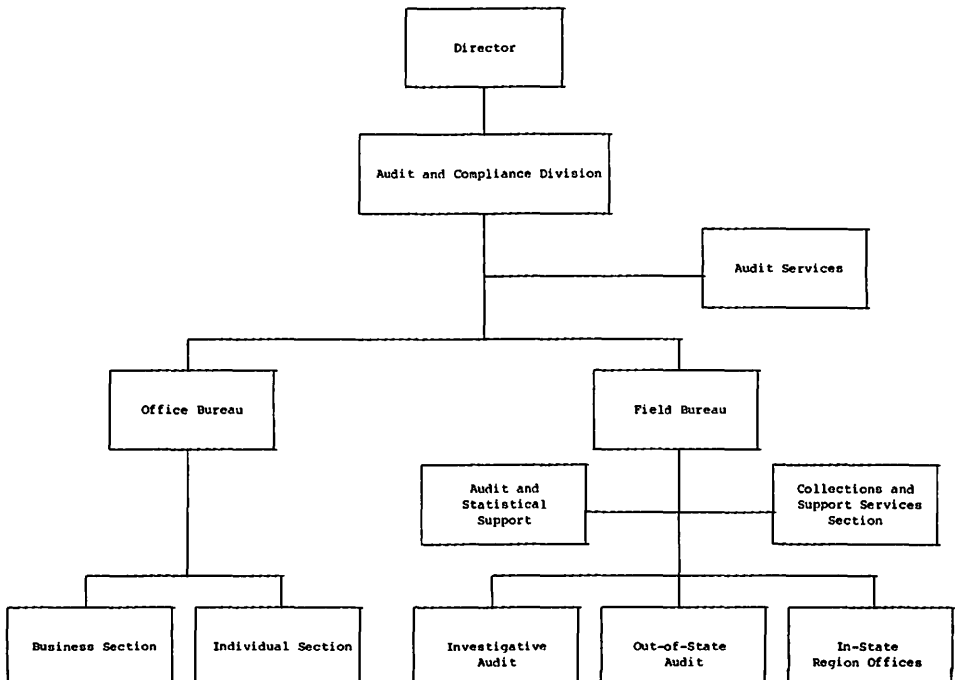 Director
Audit and Compliance Division
Audit Services
Office Bureau
Field Bureau
Audit and
Statistical
Support
Collections and
Support Services
Section
Business Section
Individual Section
Investigative
Audit
Out-of-State
Audit
In-State
Region Offices